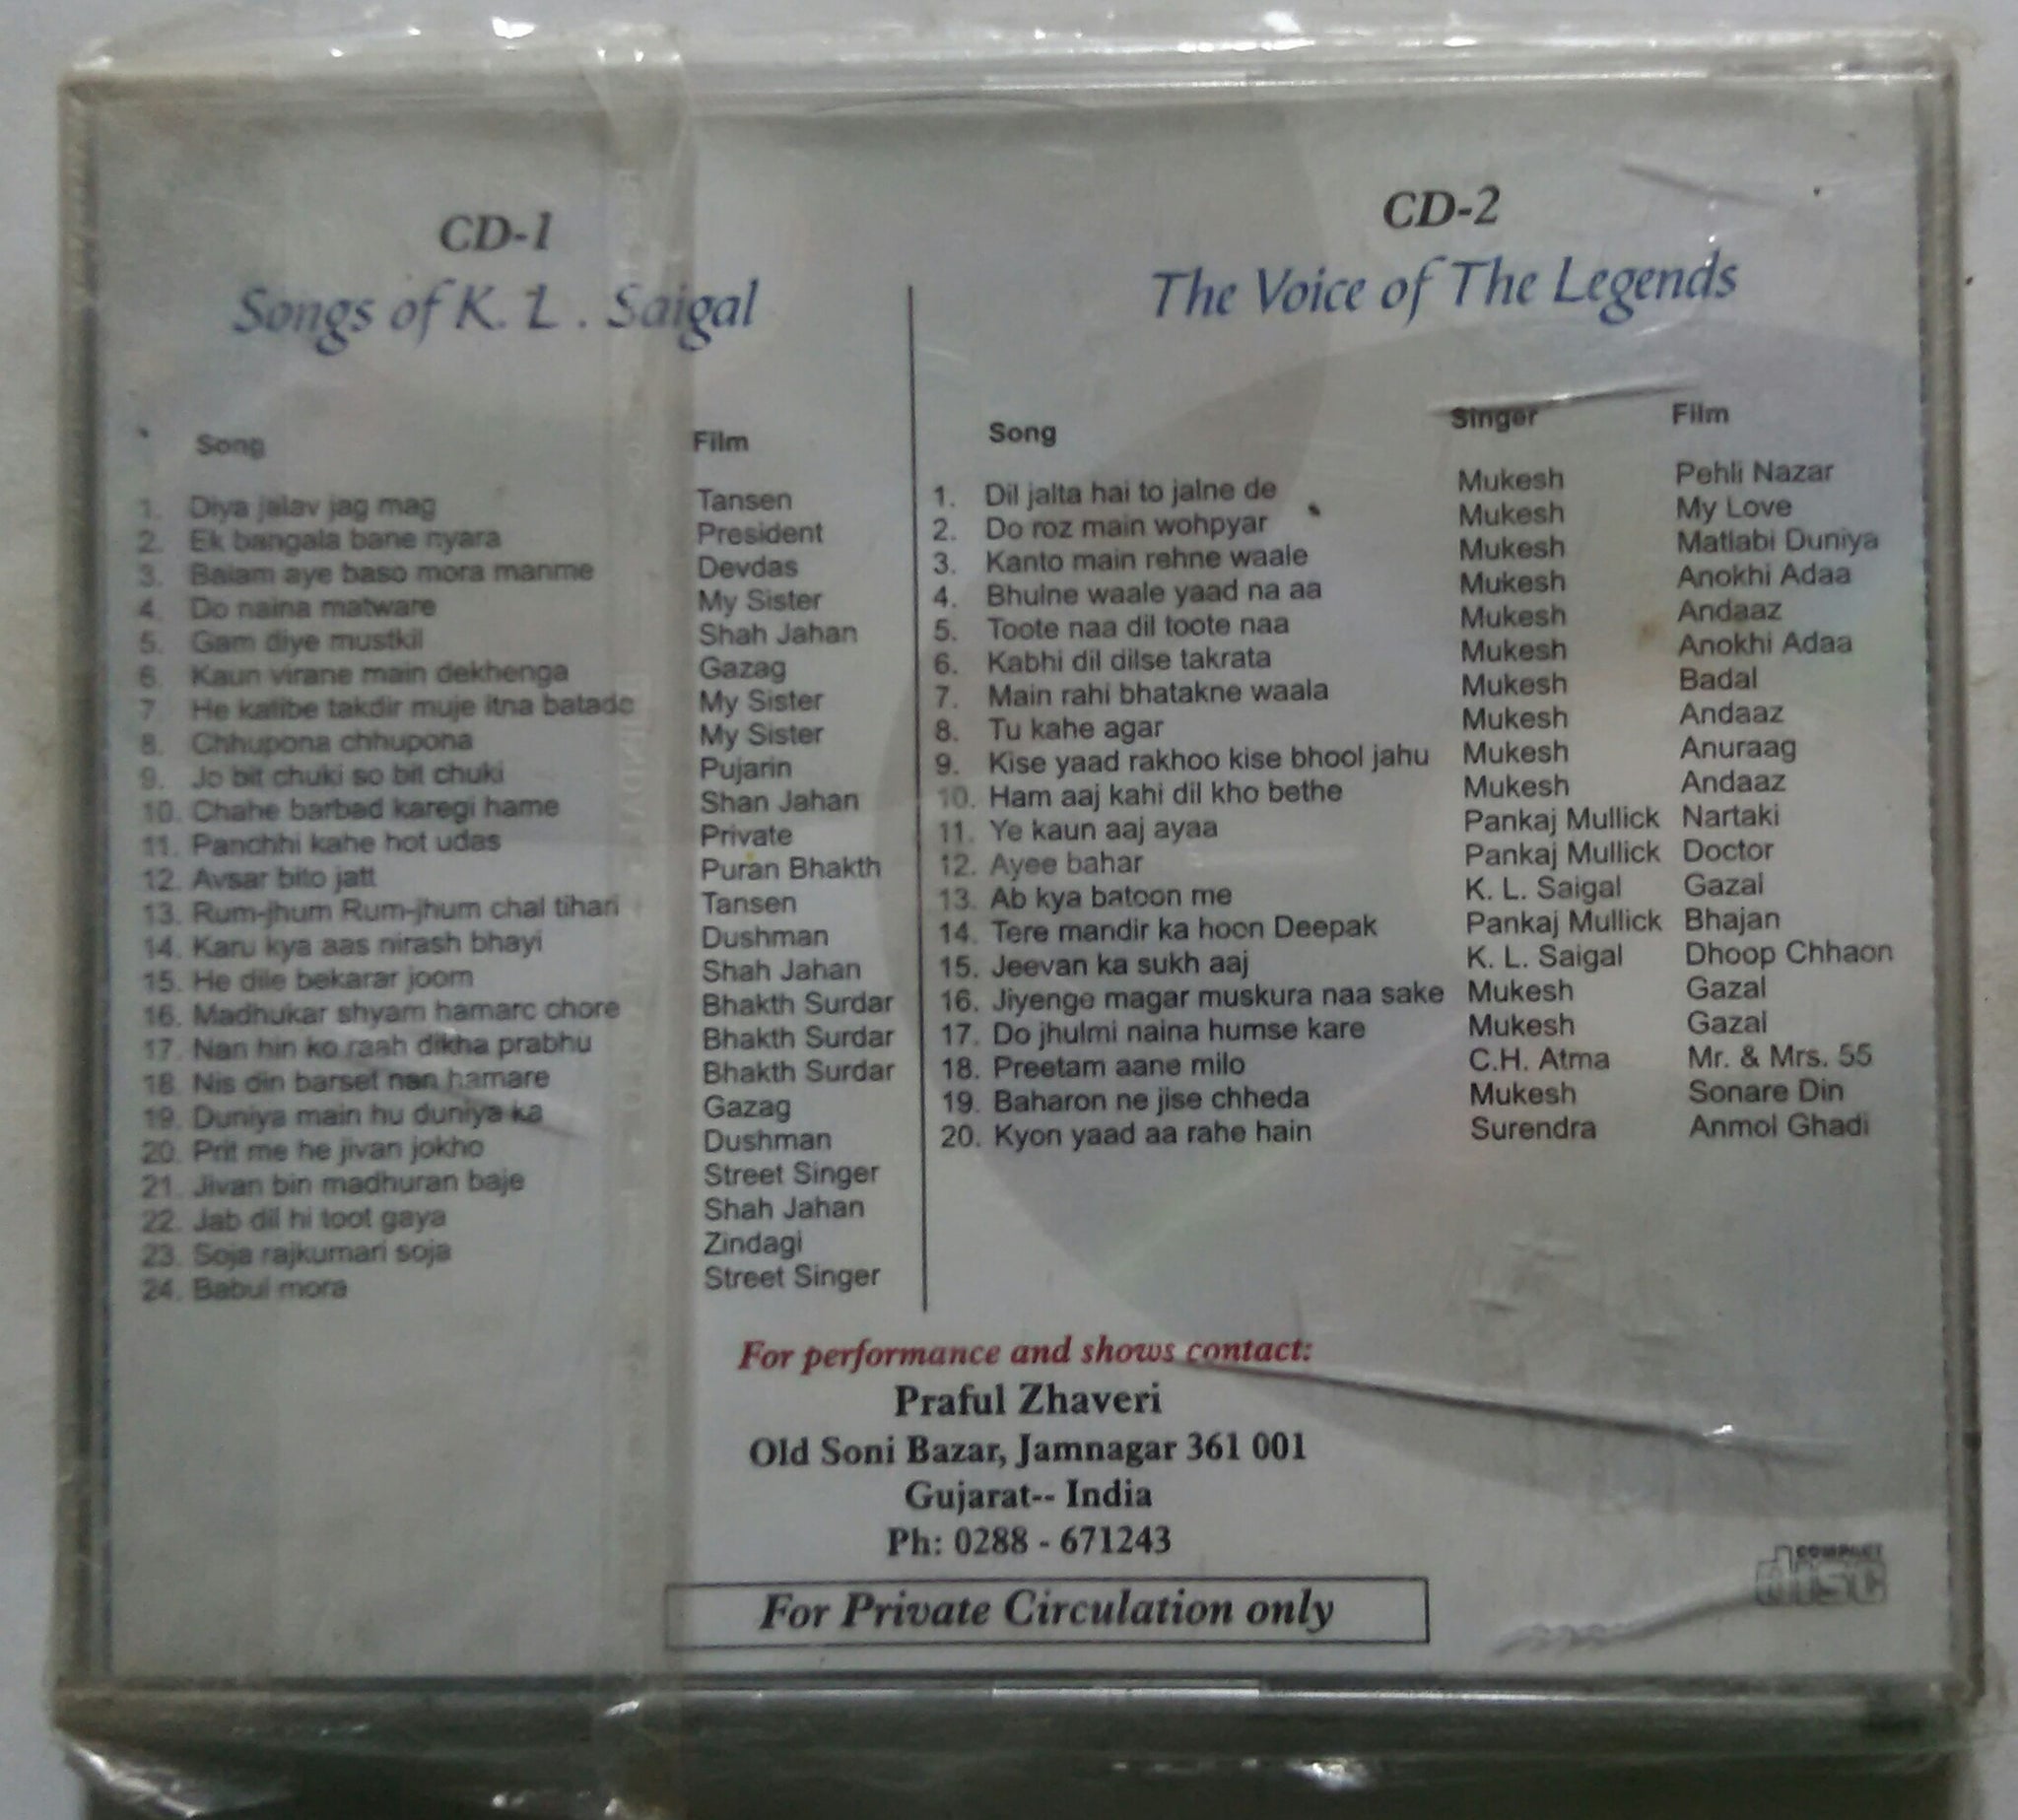 CD-1
Songs of K. L . Saigal
Song Film
1. Diya jalav jag mag Tansen
2. Ek bangala bane nyara President
3. Balam aye baso mora manme Devdas
4. Do naina matware My Sister
5. Gam diye mustkil Shah Jahan
6. Kaun virane main dekhenga Gazag
7. He katibe takdir muje itna batade My Sister
8. Chhupona chhupona My Sister
9. Jo bit chuki so bit chuki Pujarin
10. Chahe barbad karegi hame Shan Jahan
11. Panchhi kahe hot udas Private
12. Avsar bito jatt Puran Bhakth
13. Rum-jhum Rum-jhum chal tihari Tansen
14. Karu kya aas nirash bhayi Dushman
15. He dile bekarar joom Shah Jahan
16. Madhukar shyam hamare chore Bhakth Surdar
17. Nan hin ko raah dikha prabhu Bhakth Surdar
18. Nis din barset nan hamare Bhakth Surdar
19. Duniya main hu duniya ka Gazag
20. Prit me he jivan jokho Dushman
21. Jivan bin madhuran baje Street Singer
22. Jab dil hi toot gaya Shah Jahan
23. Soja rajkumari soja Zindagi
24. Babul mora Street Singer
CD-2
The Voice of The Legends
Song Singer Film
1. Dil jalta hai to jalne de Mukesh Pehli Nazar
2. Do roz main wohpyar Mukesh My Love
3. Kanto main rehne waale Mukesh Matlabi Duniya
4. Bhulne waale yaad na aa Mukesh Anokhi Adaa
5. Toote naa dil toote naa Mukesh Andaaz
6. Kabhi dil dilse takrata Mukesh Anokhi Adaa
7. Main rahi bhatakne waala Mukesh Badal
8. Tu kahe agar Mukesh Andaaz
9. Kise yaad rakhoo kise bhool jahu Mukesh Anuraag
10. Ham aaj kahi dil kho bethe Mukesh Andaaz
11. Ye kaun aaj ayaa Pankaj Mullick Nartaki
12. Ayee bahar Pankaj Mullick Doctor
13. Ab kya batoon me K. L. Saigal Gazal
14. Tere mandir ka hoon Deepak Pankaj Mullick Bhajan
15. Jeevan ka sukh aaj K. L. Saigal Dhoop Chhaon
16. Jiyenge magar muskura naa sake Mukesh Gazal
17. Do jhulmi naina humse kare Mukesh Gazal
18. Preetam aane milo C.H. Atma Mr. & Mrs. 55
19. Baharon ne jise chheda Mukesh Sonare Din
20. Kyon yaad aa rahe hain Surendra Anmol Ghadi
For performance and shows contact:
Praful Zhaveri
Old Soni Bazar, Jamnagar 361 001
Gujarat-- India
Ph: 0288 - 671243
For Private Circulation only
COMPACT
disc